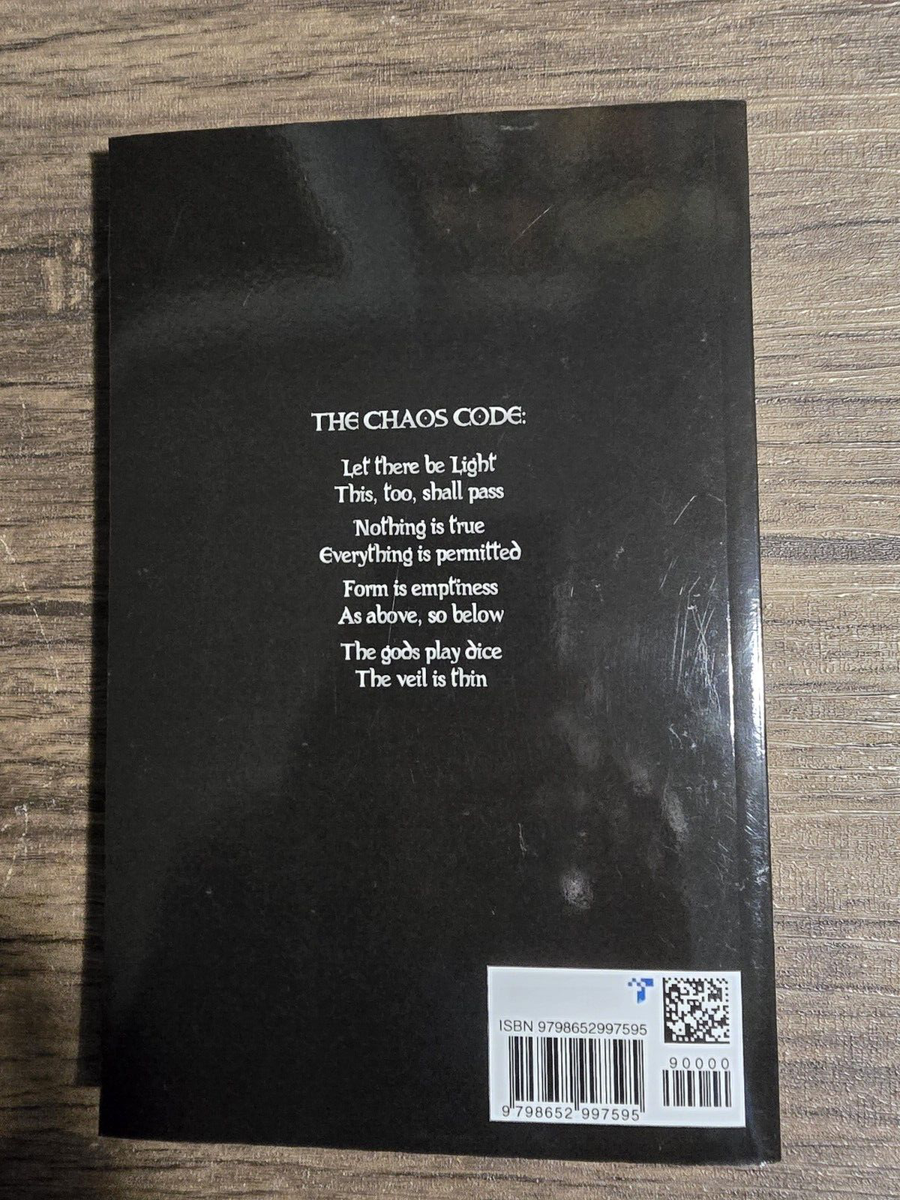 THE CHAOS CODE:
Let there be Light
This, too, shall pass
Nothing is true
Everything is permitted
Form is emptiness
As above, so below
The gods play dice
The veil is thin
ISBN 9798652997595
90000
9 798652 997595